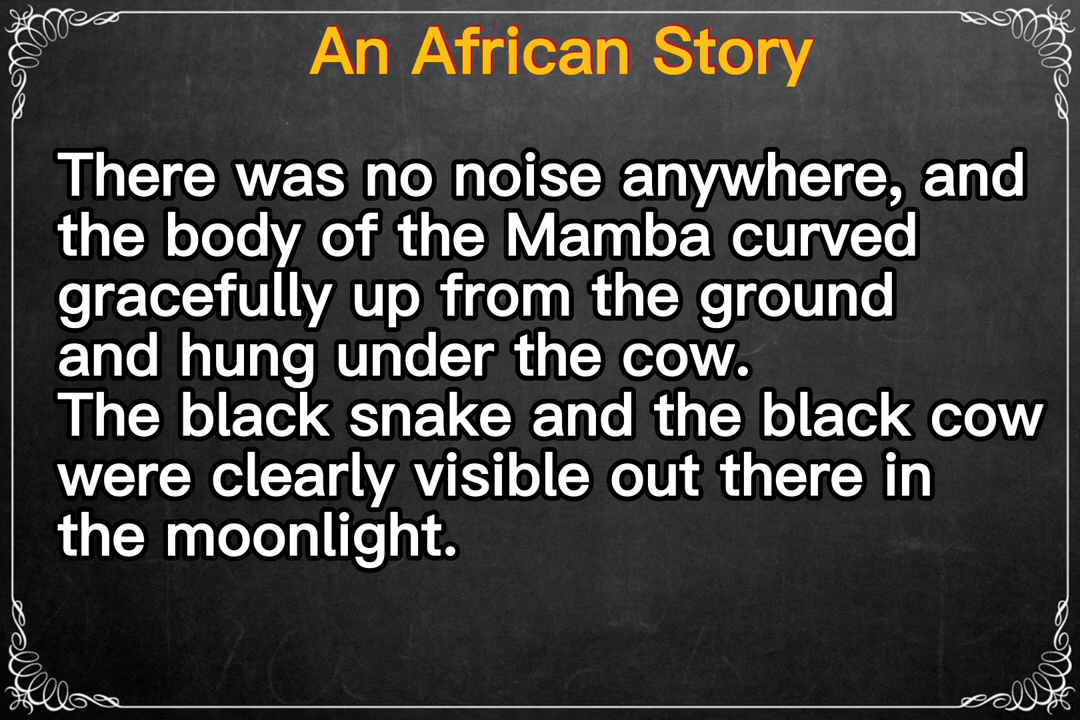 An African Story
There was no noise anywhere, and
the body of the Mamba curved
gracefully up from the ground
and hung under the cow.
The black snake and the black cow
were clearly visible out there in
the moonlight.